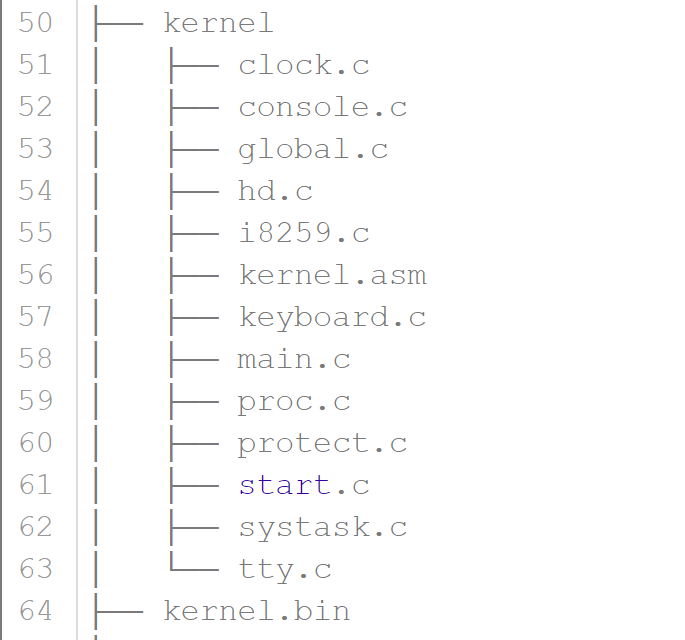 50 ├── kernel
51 │   ├── clock.c
52 │   ├── console.c
53 │   ├── global.c
54 │   ├── hd.c
55 │   ├── i8259.c
56 │   ├── kernel.asm
57 │   ├── keyboard.c
58 │   ├── main.c
59 │   ├── proc.c
60 │   ├── protect.c
61 │   ├── start.c
62 │   ├── systask.c
63 │   └── tty.c
64 ├── kernel.bin